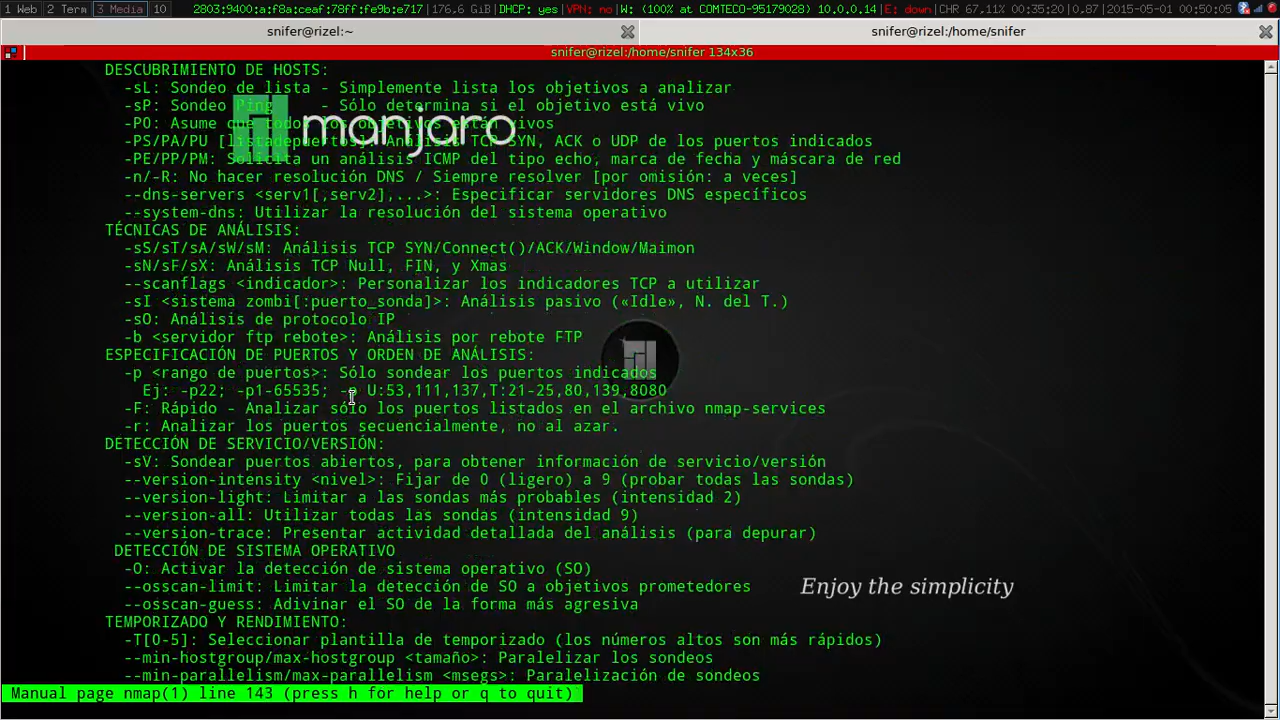 1 Web 2 Term 3 Media 10 2803:9400:a:f8a:ceaf:78ff:fe9b:e717|176,6 GiB|DHCP: yes|VPN: no|W: (100% at COMTECO-95179028) 10.0.0.14|E: down|CHR 67,11% 00:35:20|0,87|2015-05-01 00:50:05
snifer@rizel:~ snifer@rizel:/home/snifer
snifer@rizel:/home/snifer 134x36
DESCUBRIMIENTO DE HOSTS:
-sL: Sondeo de lista - Simplemente lista los objetivos a analizar
-sP: Sondeo Ping - Sólo determina si el objetivo está vivo
manjaro
-P0: Asume que todos los objetivos están vivos
-PS/PA/PU [listadepuertos]: Análisis TCP SYN, ACK o UDP de los puertos indicados
-PE/PP/PM: Solicita un análisis ICMP del tipo echo, marca de fecha y máscara de red
-n/-R: No hacer resolución DNS / Siempre resolver [por omisión: a veces]
--dns-servers <serv1[,serv2],...>: Especificar servidores DNS específicos
--system-dns: Utilizar la resolución del sistema operativo
TÉCNICAS DE ANÁLISIS:
-sS/sT/sA/sW/sM: Análisis TCP SYN/Connect()/ACK/Window/Maimon
-sN/sF/sX: Análisis TCP Null, FIN, y Xmas
--scanflags <indicador>: Personalizar los indicadores TCP a utilizar
-sI <sistema zombi[:puerto_sonda]>: Análisis pasivo («Idle», N. del T.)
-sO: Análisis de protocolo IP
-b <servidor ftp rebote>: Análisis por rebote FTP
ESPECIFICACIÓN DE PUERTOS Y ORDEN DE ANÁLISIS:
-p <rango de puertos>: Sólo sondear los puertos indicados
Ej: -p22; -p1-65535; -p U:53,111,137,T:21-25,80,139,8080
-F: Rápido - Analizar sólo los puertos listados en el archivo nmap-services
-r: Analizar los puertos secuencialmente, no al azar.
DETECCIÓN DE SERVICIO/VERSIÓN:
-sV: Sondear puertos abiertos, para obtener información de servicio/versión
--version-intensity <nivel>: Fijar de 0 (ligero) a 9 (probar todas las sondas)
--version-light: Limitar a las sondas más probables (intensidad 2)
--version-all: Utilizar todas las sondas (intensidad 9)
--version-trace: Presentar actividad detallada del análisis (para depurar)
DETECCIÓN DE SISTEMA OPERATIVO
-O: Activar la detección de sistema operativo (SO)
--osscan-limit: Limitar la detección de SO a objetivos prometedores
Enjoy the simplicity
--osscan-guess: Adivinar el SO de la forma más agresiva
TEMPORIZADO Y RENDIMIENTO:
-T[0-5]: Seleccionar plantilla de temporizado (los números altos son más rápidos)
--min-hostgroup/max-hostgroup <tamaño>: Paralelizar los sondeos
--min-parallelism/max-parallelism <msegs>: Paralelización de sondeos
Manual page nmap(1) line 143 (press h for help or q to quit)